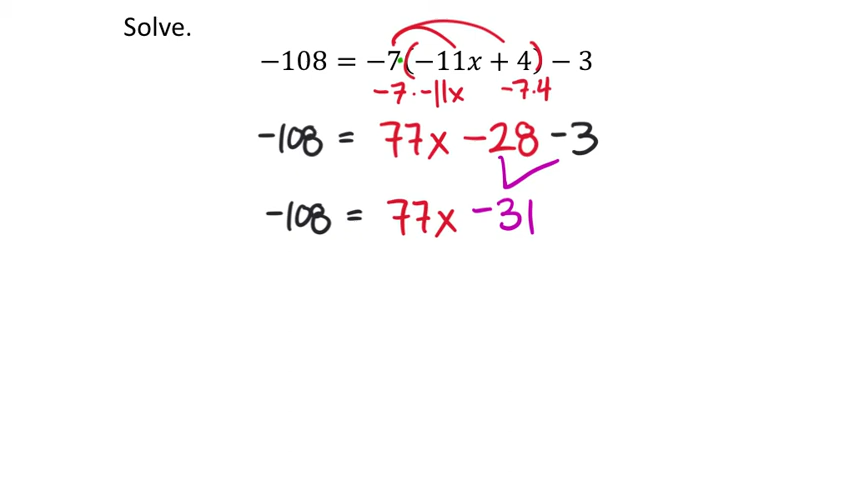 Solve.
−108 = −7·(−11x + 4) − 3
-7·-11x -7·4
-108 = 77x -28 -3
-108 = 77x -31